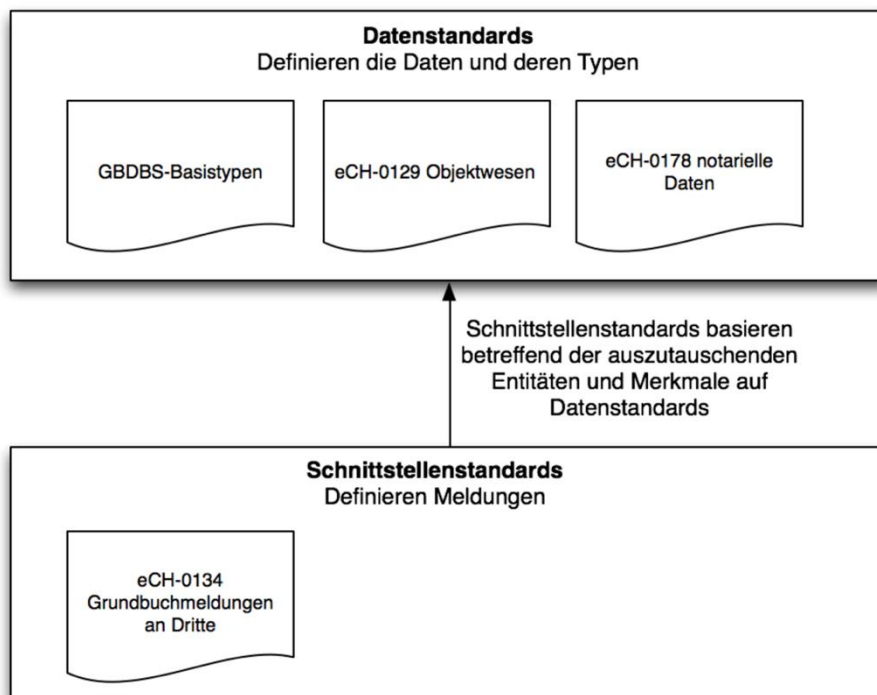 Datenstandards
Definieren die Daten und deren Typen
GBDBS-Basistypen
eCH-0129 Objektwesen
eCH-0178 notarielle
Daten
Schnittstellenstandards basieren
betreffend der auszutauschenden
Entitäten und Merkmale auf
Datenstandards
Schnittstellenstandards
Definieren Meldungen
eCH-0134
Grundbuchmeldungen
an Dritte